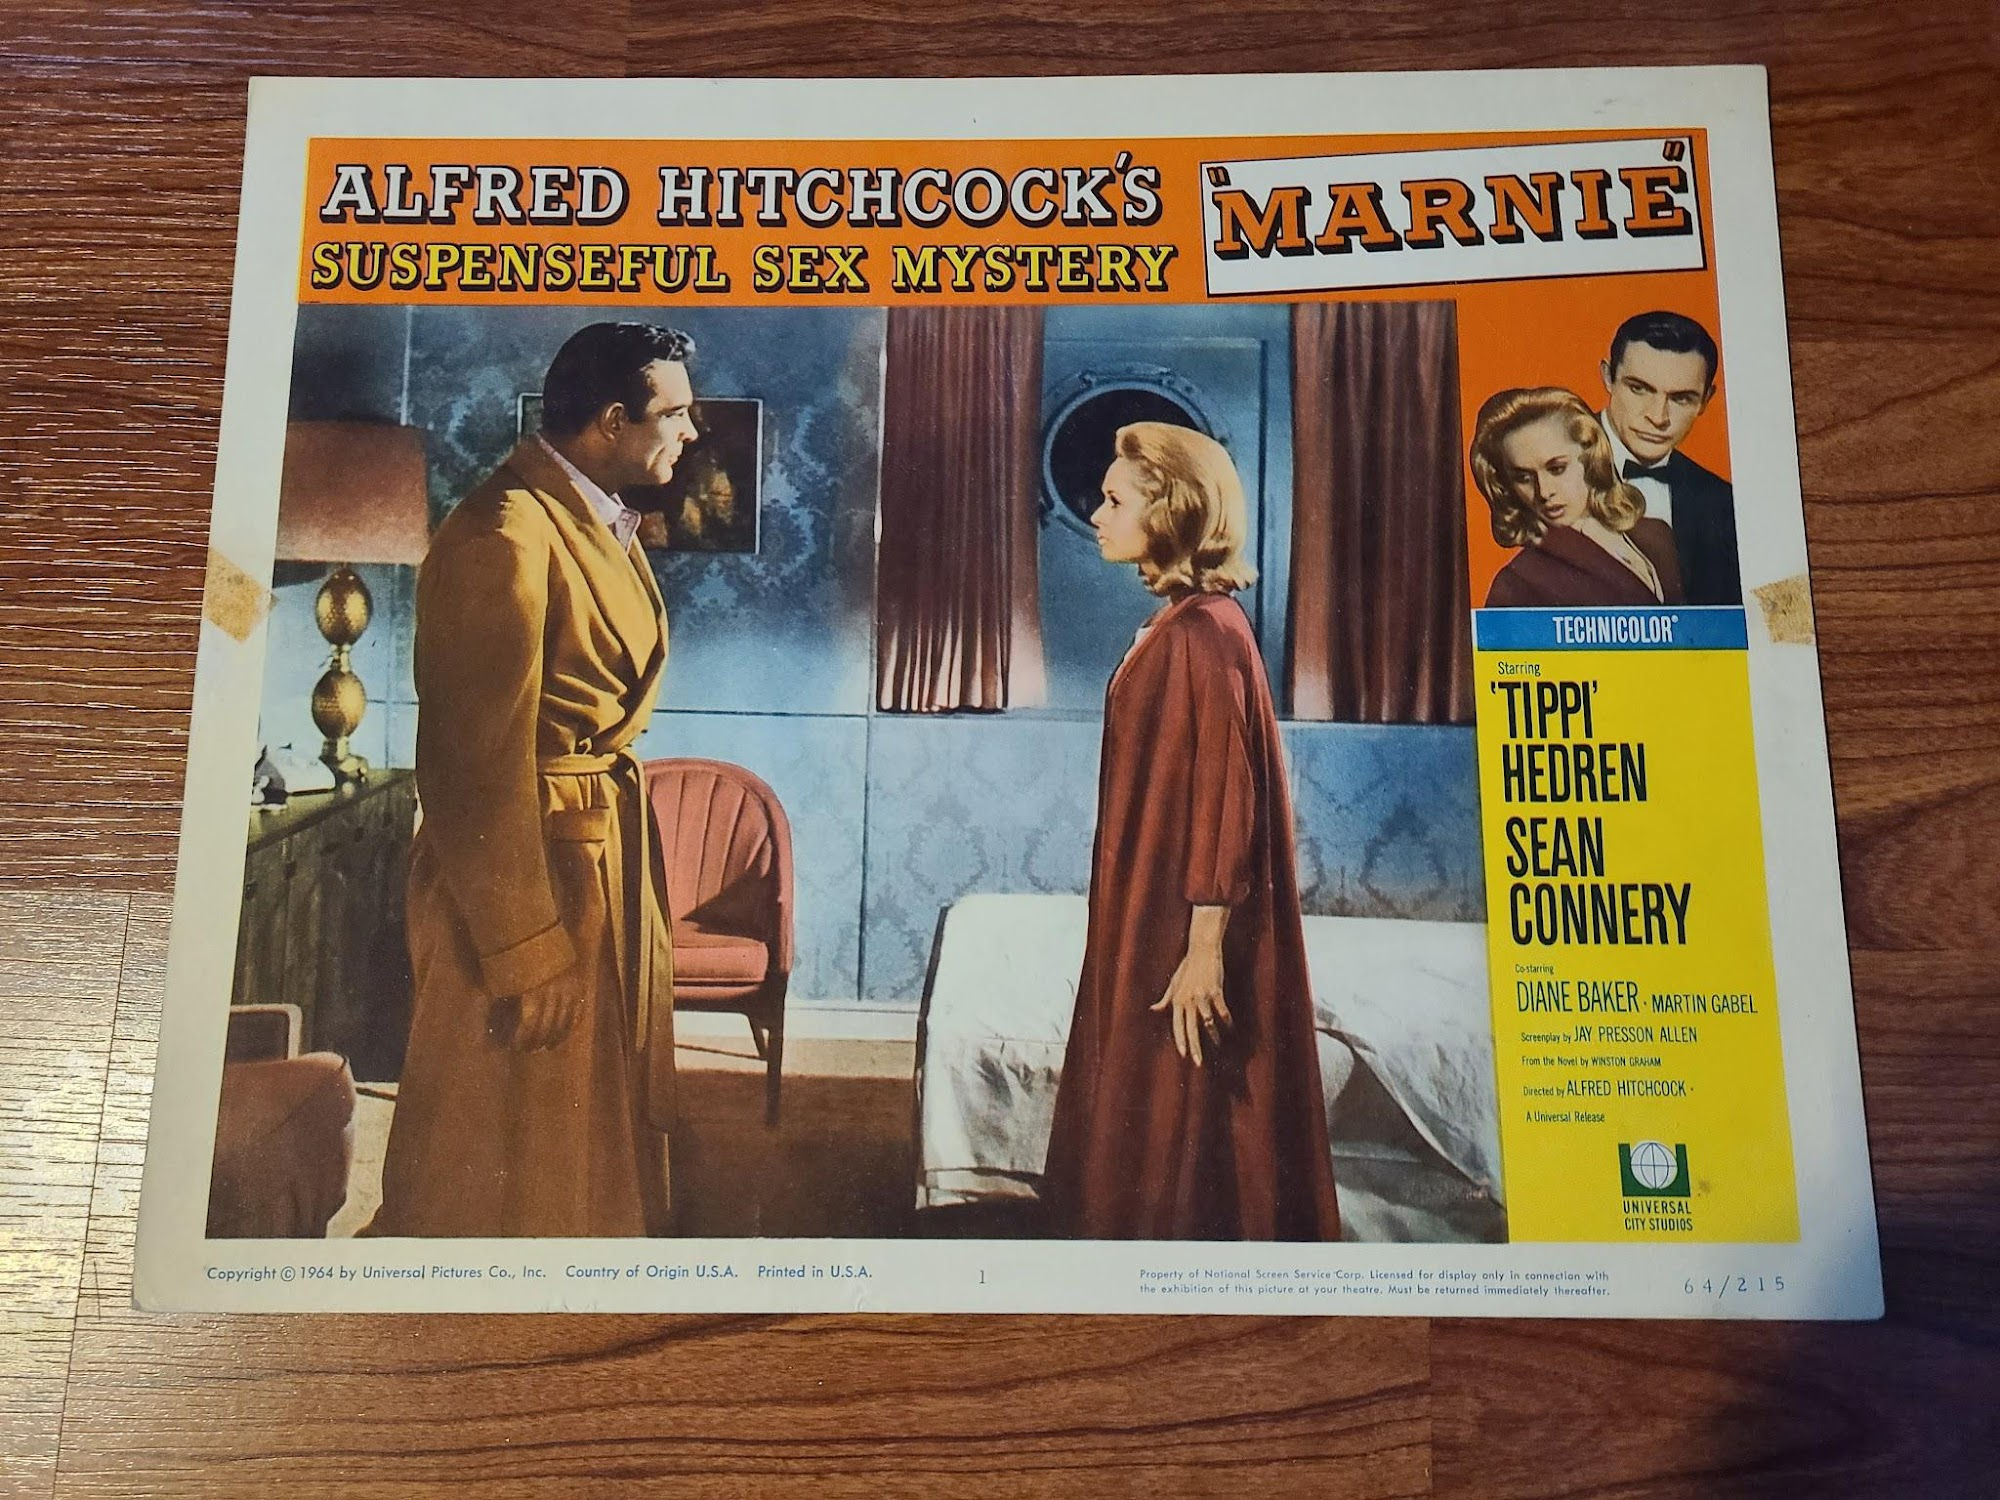 ALFRED HITCHCOCK'S
SUSPENSEFUL SEX MYSTERY
"MARNIE"
TECHNICOLOR®
Starring
'TIPPI'
HEDREN
SEAN
CONNERY
Co-starring
DIANE BAKER · MARTIN GABEL
Screenplay by JAY PRESSON ALLEN
From the Novel by WINSTON GRAHAM
Directed by ALFRED HITCHCOCK ·
A Universal Release
UNIVERSAL
CITY STUDIOS
Copyright © 1964 by Universal Pictures Co., Inc. Country of Origin U.S.A. Printed in U.S.A.
1
Property of National Screen Service Corp. Licensed for display only in connection with
the exhibition of this picture at your theatre. Must be returned immediately thereafter.
64/215